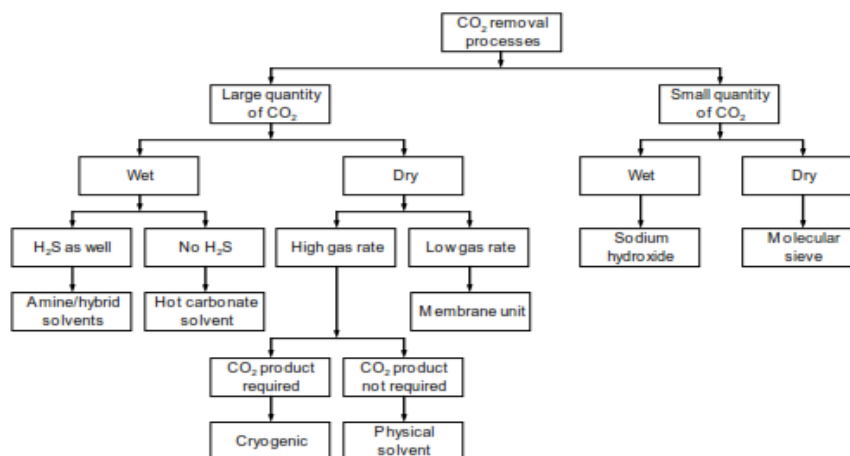 CO₂ removal
processes
Large quantity
of CO₂
Small quantity
of CO₂
Wet
Dry
Wet
Dry
H₂S as well
No H₂S
High gas rate
Low gas rate
Sodium
hydroxide
Molecular
sieve
Amine/hybrid
solvents
Hot carbonate
solvent
Membrane unit
CO₂ product
required
CO₂ product
not required
Cryogenic
Physical
solvent